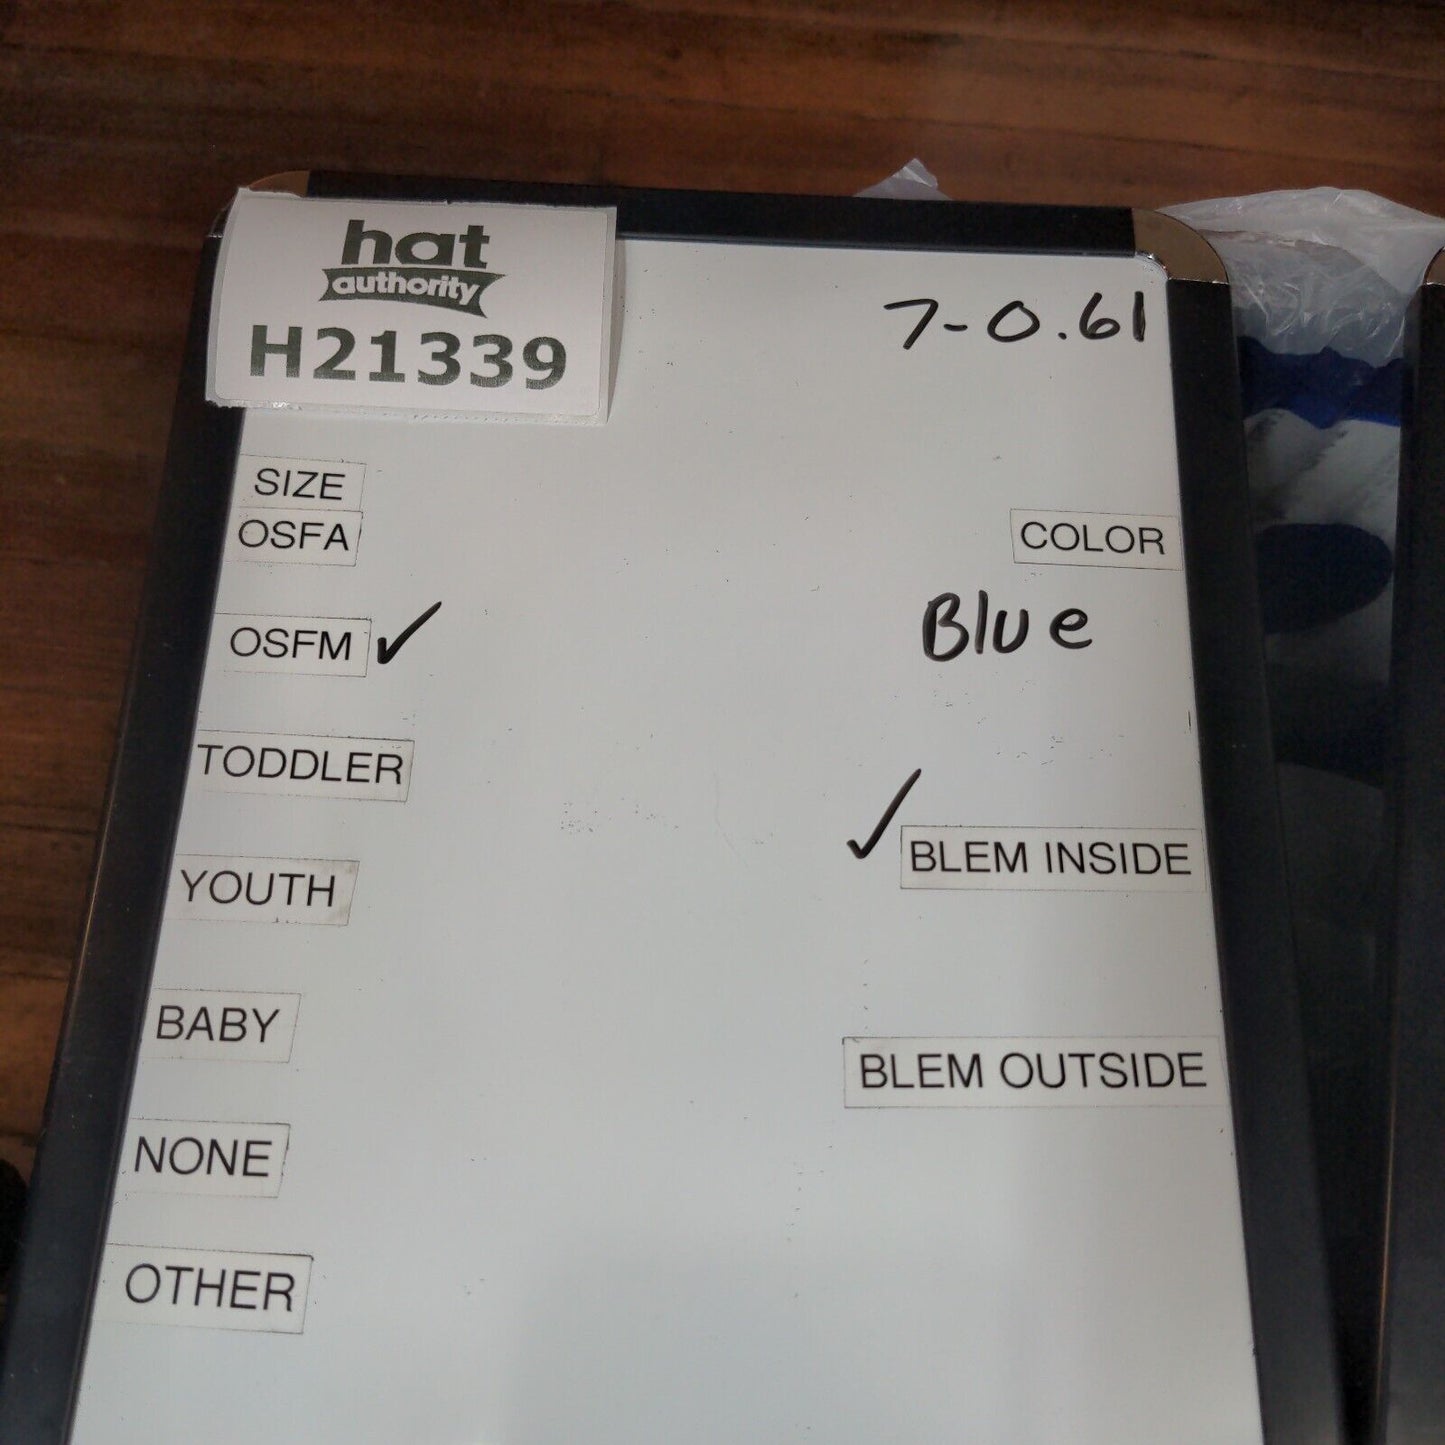 hat
authority
H21339
7-0.61
SIZE
OSFA
COLOR
OSFM ✓
Blue
TODDLER
✓ BLEM INSIDE
YOUTH
BABY
BLEM OUTSIDE
NONE
OTHER